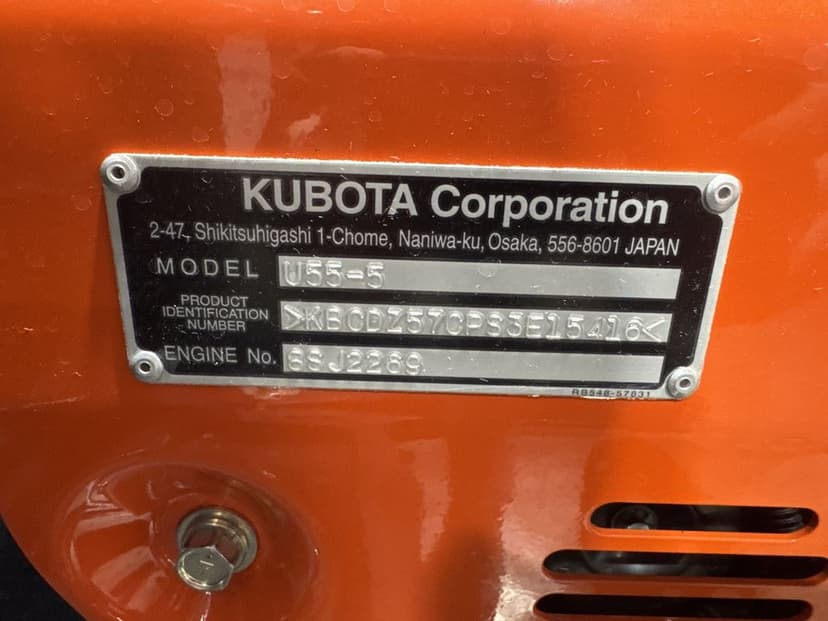 KUBOTA Corporation
2-47, Shikitsuhigashi 1-Chome, Naniwa-ku, Osaka, 556-8601 JAPAN
MODEL U55-5
PRODUCT IDENTIFICATION NUMBER >KBCDZ57CPS3E15416<
ENGINE No. 8SJ2289
RB548-57831